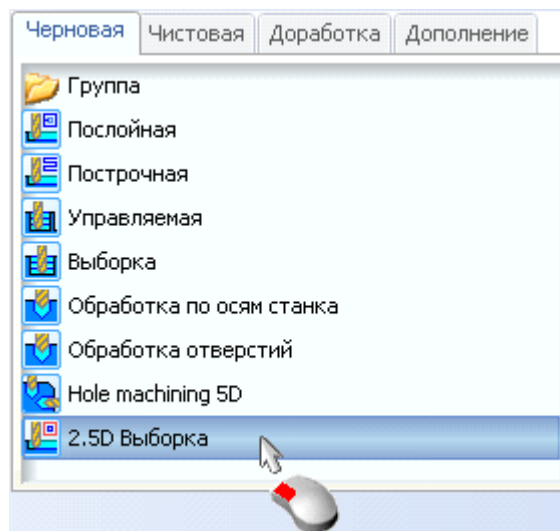 Черновая Чистовая Доработка Дополнение
Группа
Послойная
Построчная
Управляемая
Выборка
Обработка по осям станка
Обработка отверстий
Hole machining 5D
2.5D Выборка